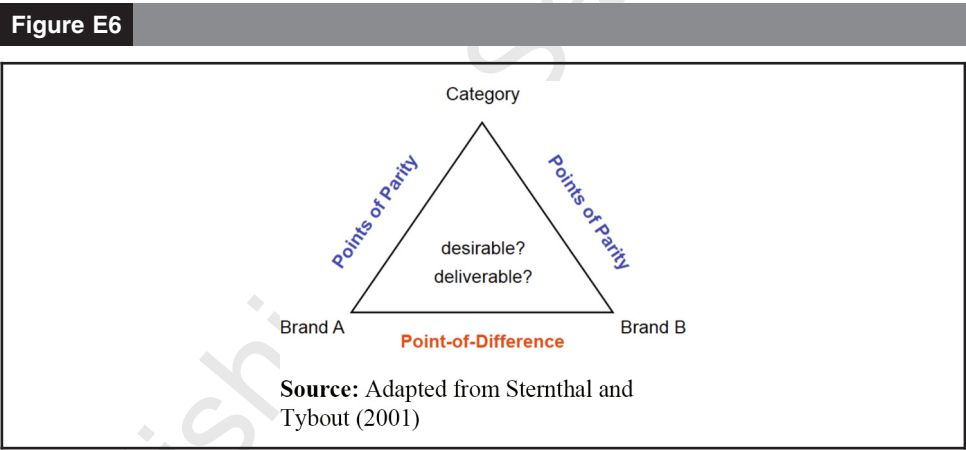 Figure E6
Category
Points of Parity
Points of Parity
desirable?
deliverable?
Brand A
Brand B
Point-of-Difference
Source: Adapted from Sternthal and
Tybout (2001)